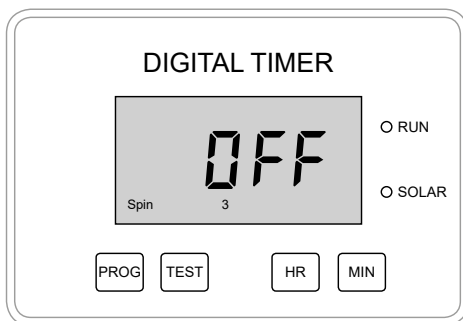 DIGITAL TIMER
OFF
RUN
Spin 3
SOLAR
PROG TEST HR MIN